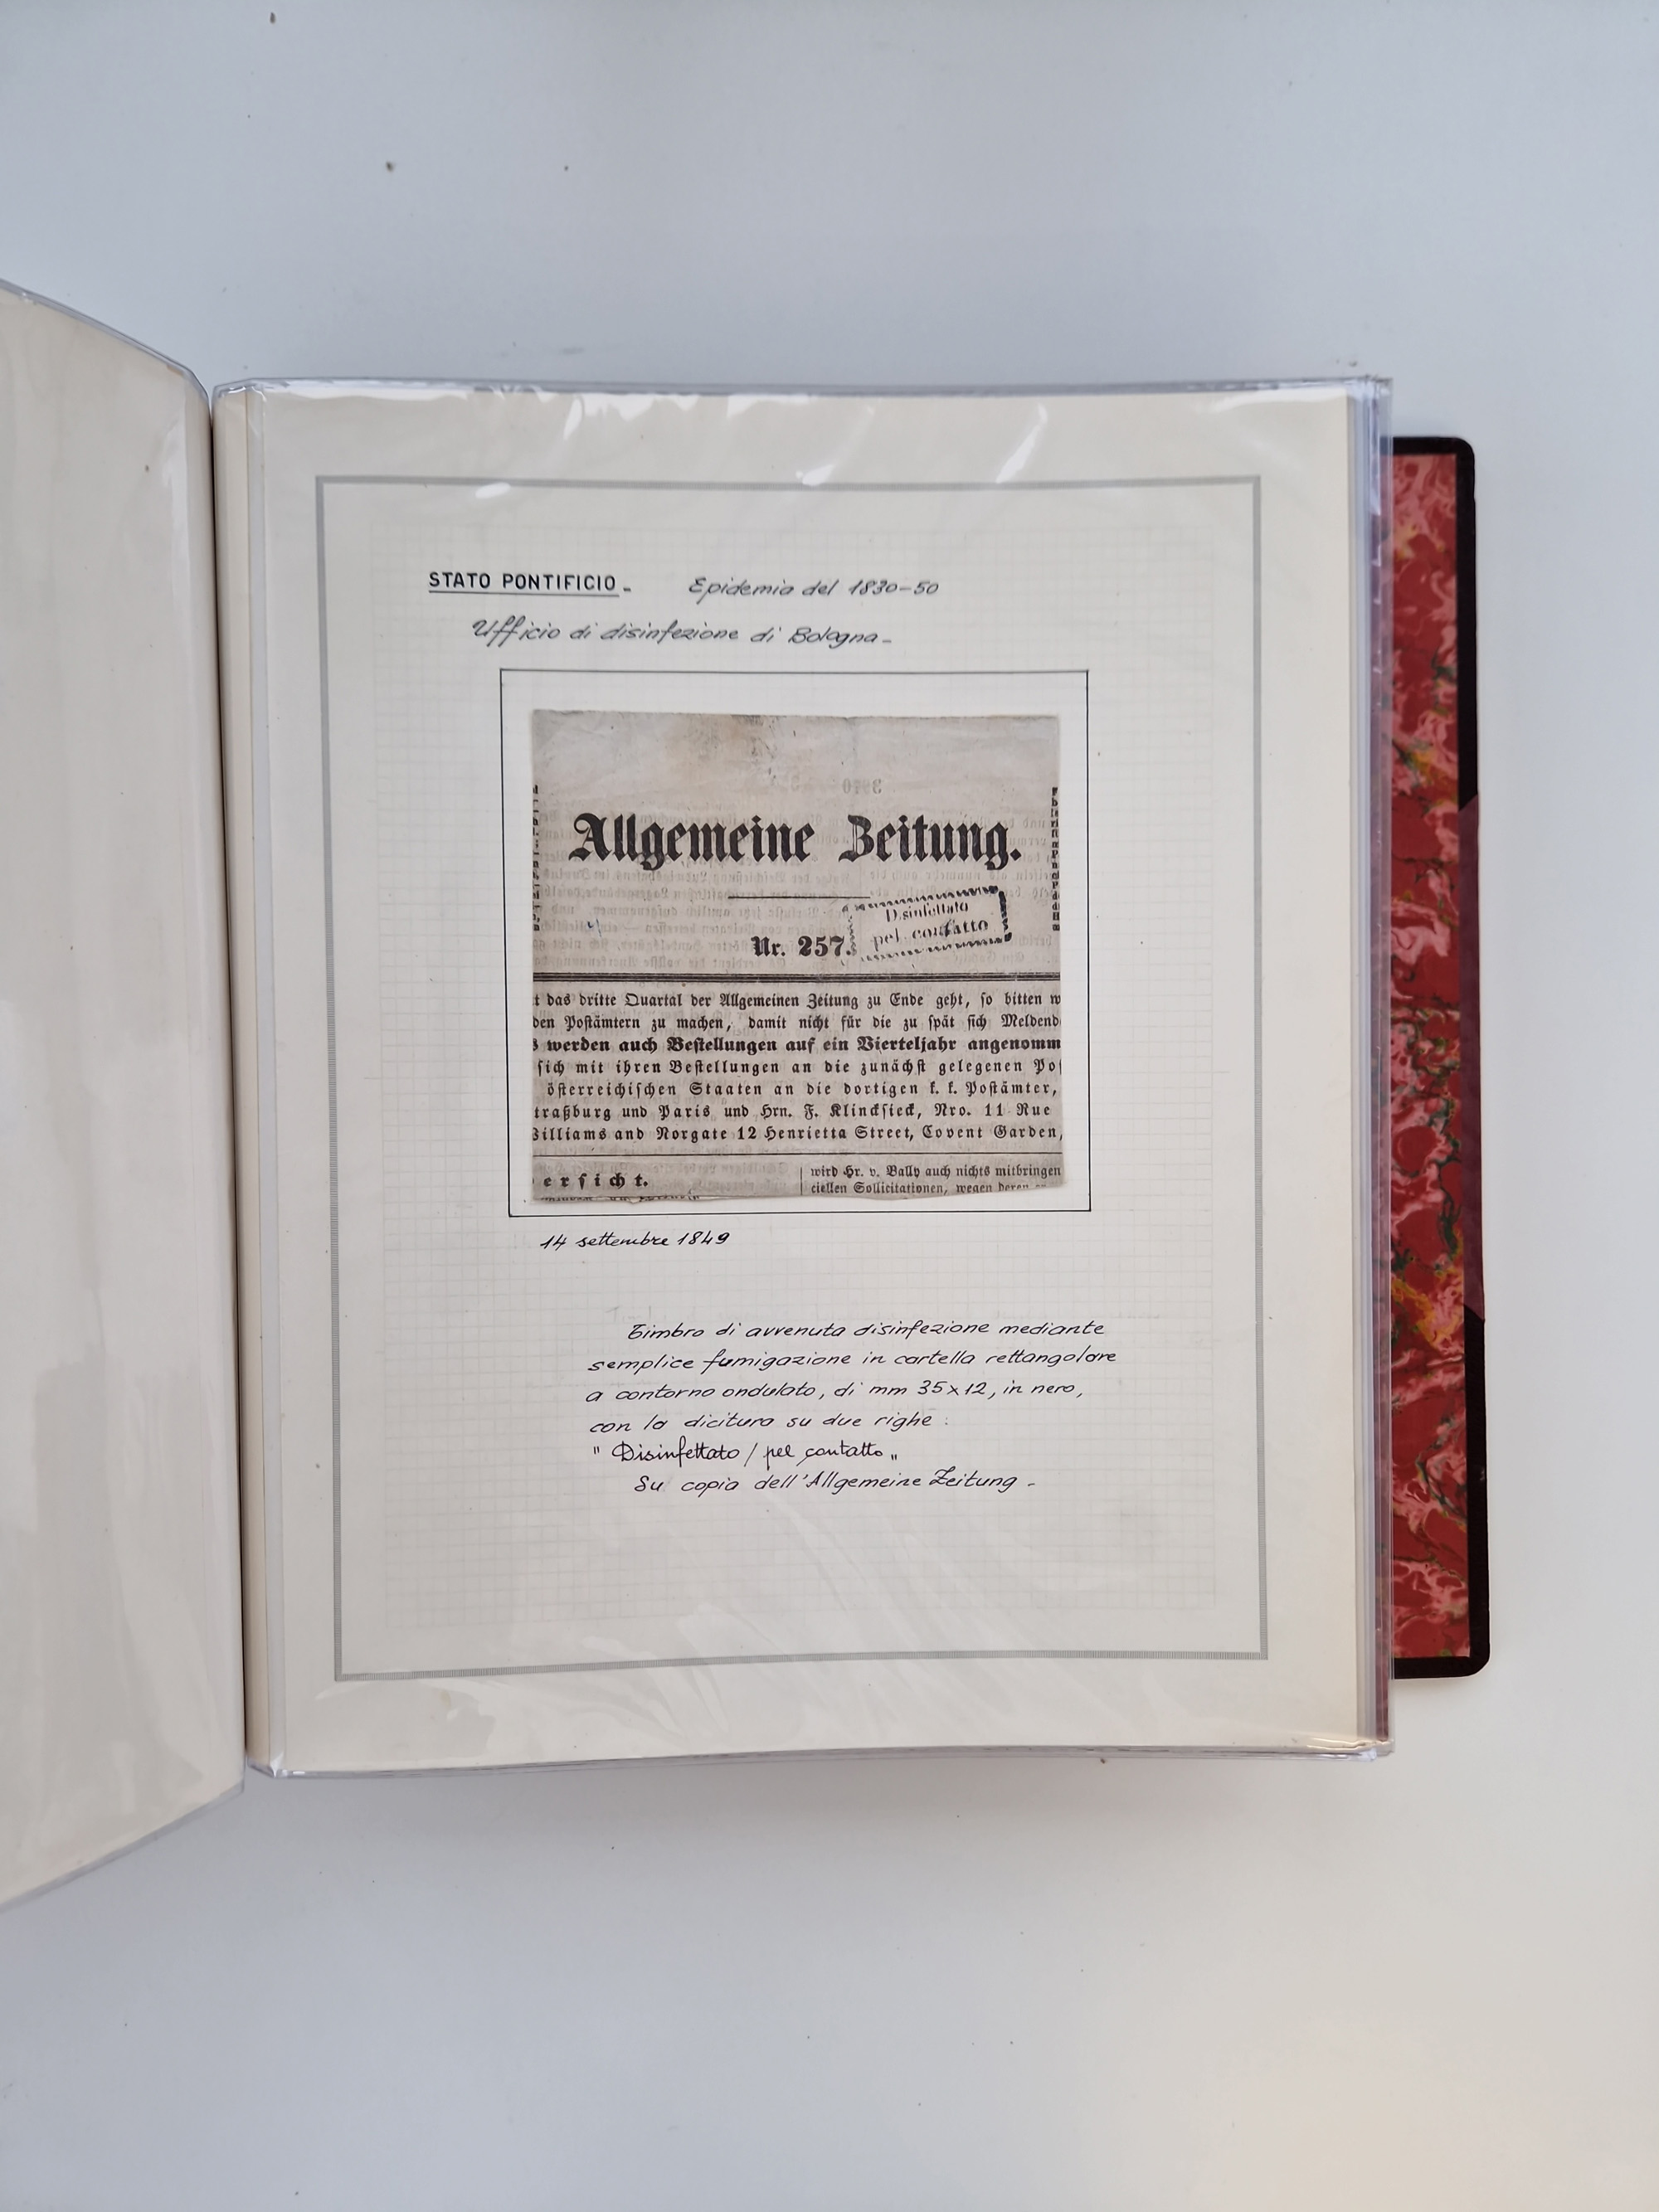 STATO PONTIFICIO - Epidemia del 1830-50
Ufficio di disinfezione di Bologna -
Allgemeine Zeitung.
Disinfettato
pel contatto
Nr. 257.
t das dritte Quartal der Allgemeinen Zeitung zu Ende geht, so bitten w
den Postämtern zu machen, damit nicht für die zu spät sich Meldend
s werden auch Bestellungen auf ein Vierteljahr angenomm
sich mit ihren Bestellungen an die zunächst gelegenen Pos
österreichischen Staaten an die dortigen k. k. Postämter,
traßburg und Paris und Hrn. F. Klincksieck, Nro. 11 Rue
Williams and Norgate 12 Henrietta Street, Covent Garden,
ersicht.
wird Hr. v. Bally auch nichts mitbringen
ciellen Sollicitationen, wegen deren
14 settembre 1849
Timbro di avvenuta disinfezione mediante
semplice fumigazione in cartella rettangolare
a contorno ondulato, di mm 35x12, in nero,
con la dicitura su due righe :
" Disinfettato / pel contatto "
Su copia dell'Allgemeine Zeitung -